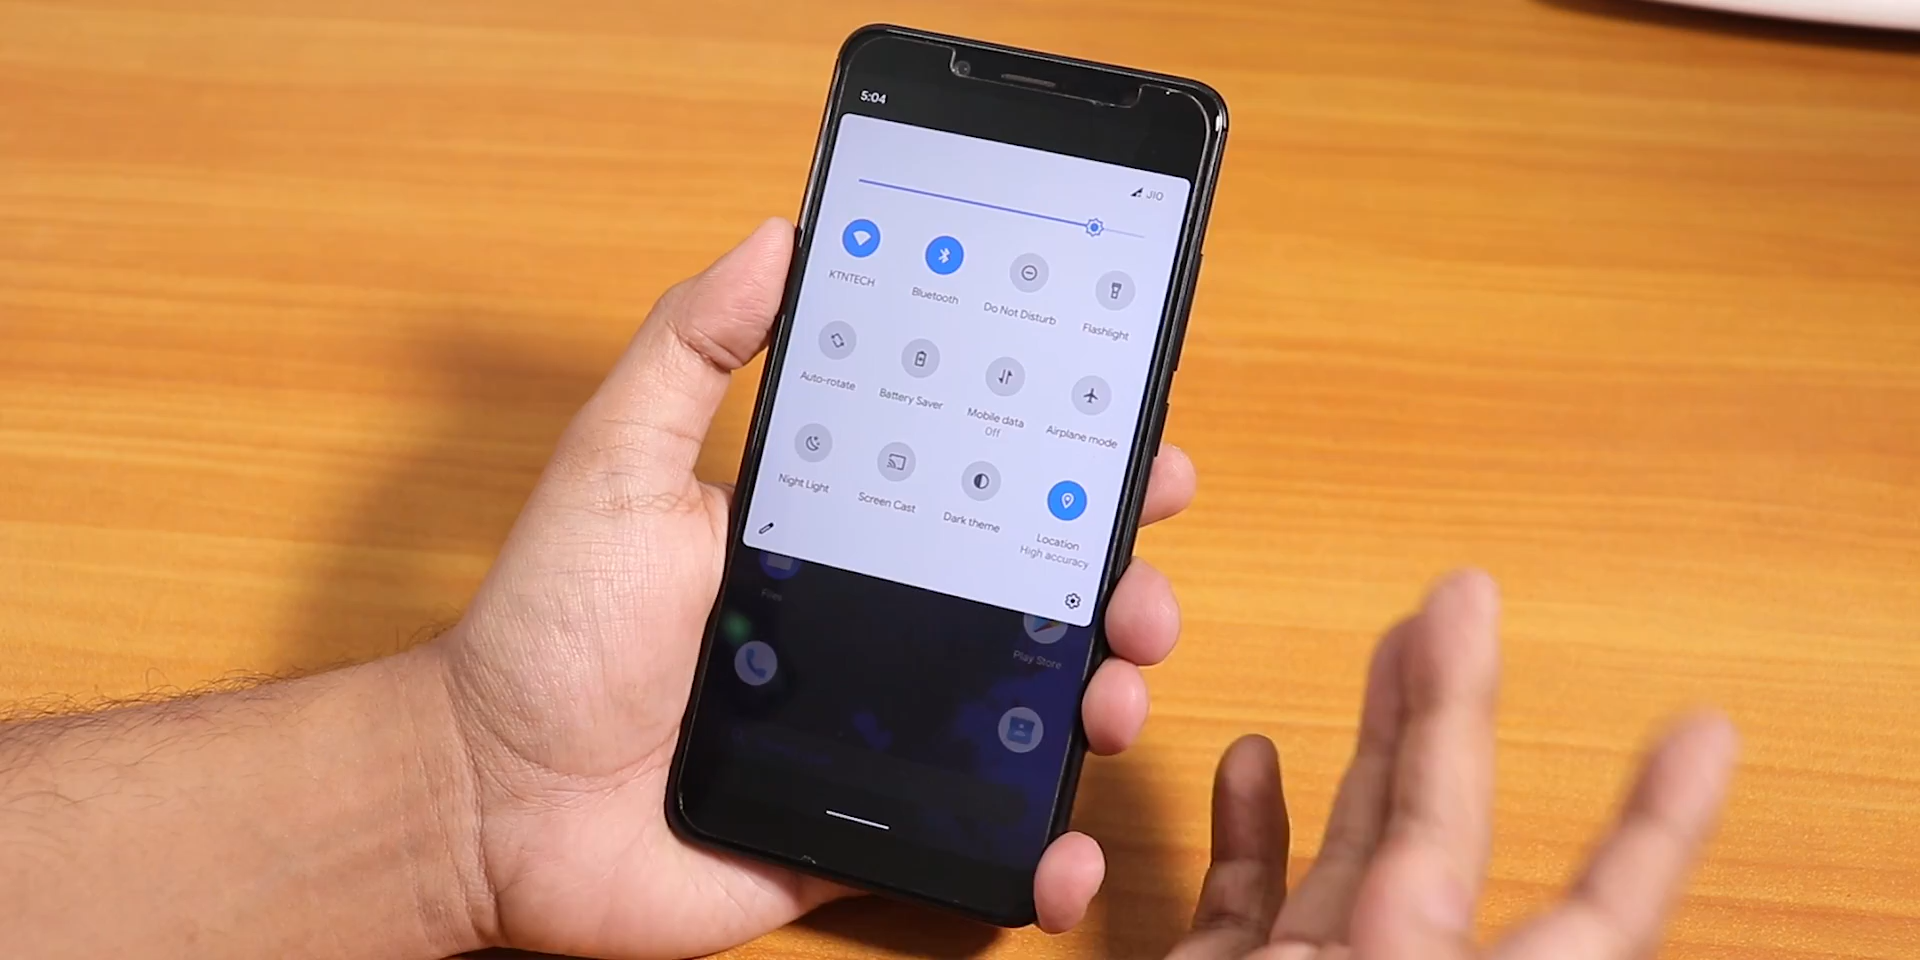 5:04
JIO
KTNTECH
Bluetooth
Do Not Disturb
Flashlight
Auto-rotate
Battery Saver
Mobile data
Off
Airplane mode
Night Light
Screen Cast
Dark theme
Location
High accuracy
Files
Play Store